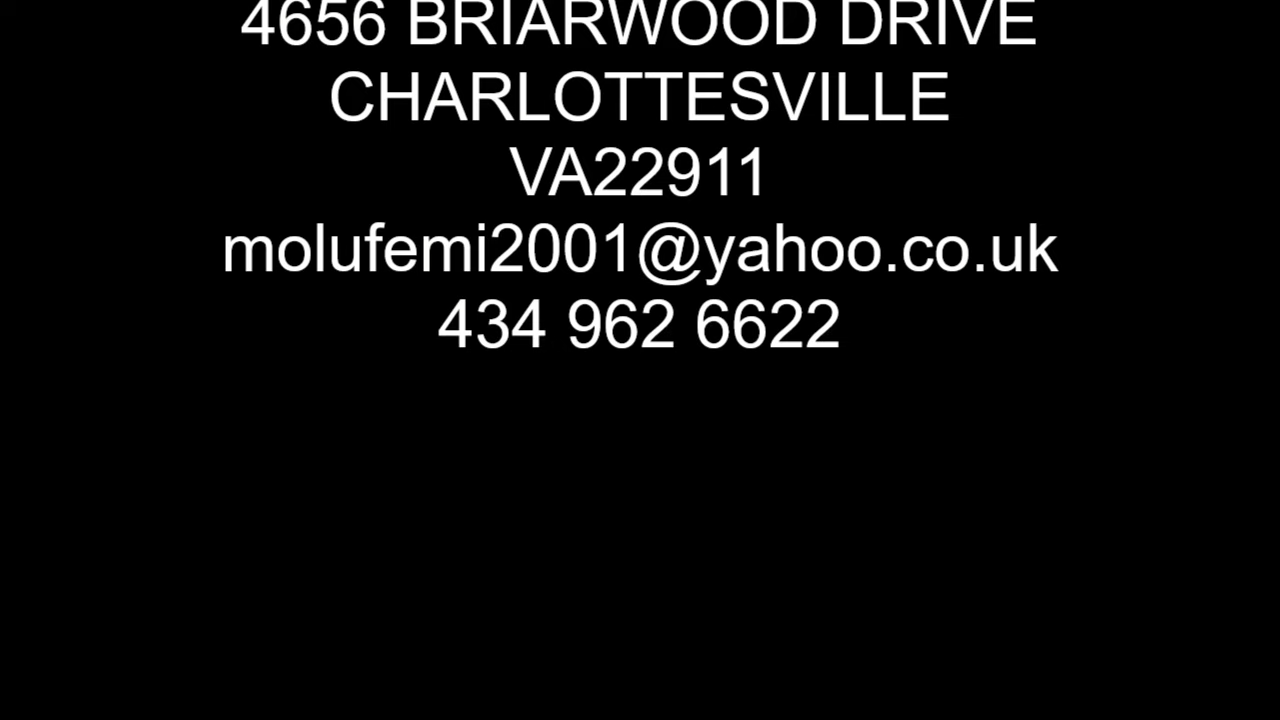 4656 BRIARWOOD DRIVE
CHARLOTTESVILLE
VA22911
molufemi2001@yahoo.co.uk
434 962 6622